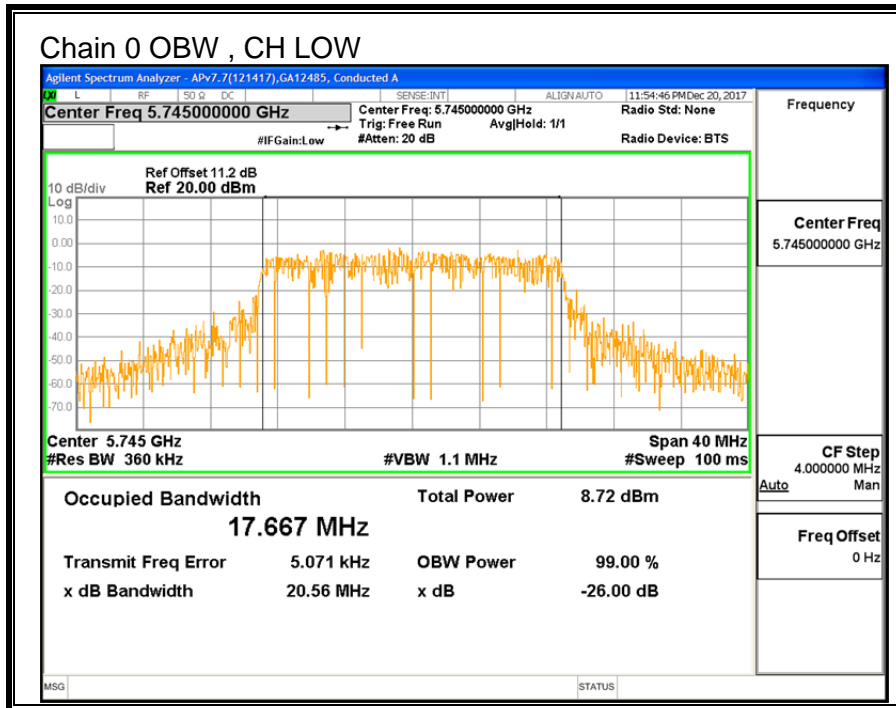 Chain 0 OBW , CH LOW
Agilent Spectrum Analyzer - APv7.7(121417),GA12485, Conducted A
LXI L RF 50 Ω DC SENSE:INT ALIGNAUTO 11:54:46 PM Dec 20, 2017
Center Freq 5.745000000 GHz
Center Freq: 5.745000000 GHz
Radio Std: None
Trig: Free Run Avg|Hold: 1/1
#IFGain:Low #Atten: 20 dB Radio Device: BTS
Ref Offset 11.2 dB
10 dB/div Ref 20.00 dBm
Log
10.0
0.00
-10.0
-20.0
-30.0
-40.0
-50.0
-60.0
-70.0
Center 5.745 GHz Span 40 MHz
#Res BW 360 kHz #VBW 1.1 MHz #Sweep 100 ms
Occupied Bandwidth Total Power 8.72 dBm
17.667 MHz
Transmit Freq Error 5.071 kHz OBW Power 99.00 %
x dB Bandwidth 20.56 MHz x dB -26.00 dB
MSG STATUS
Frequency
Center Freq
5.745000000 GHz
CF Step
4.000000 MHz
Auto Man
Freq Offset
0 Hz